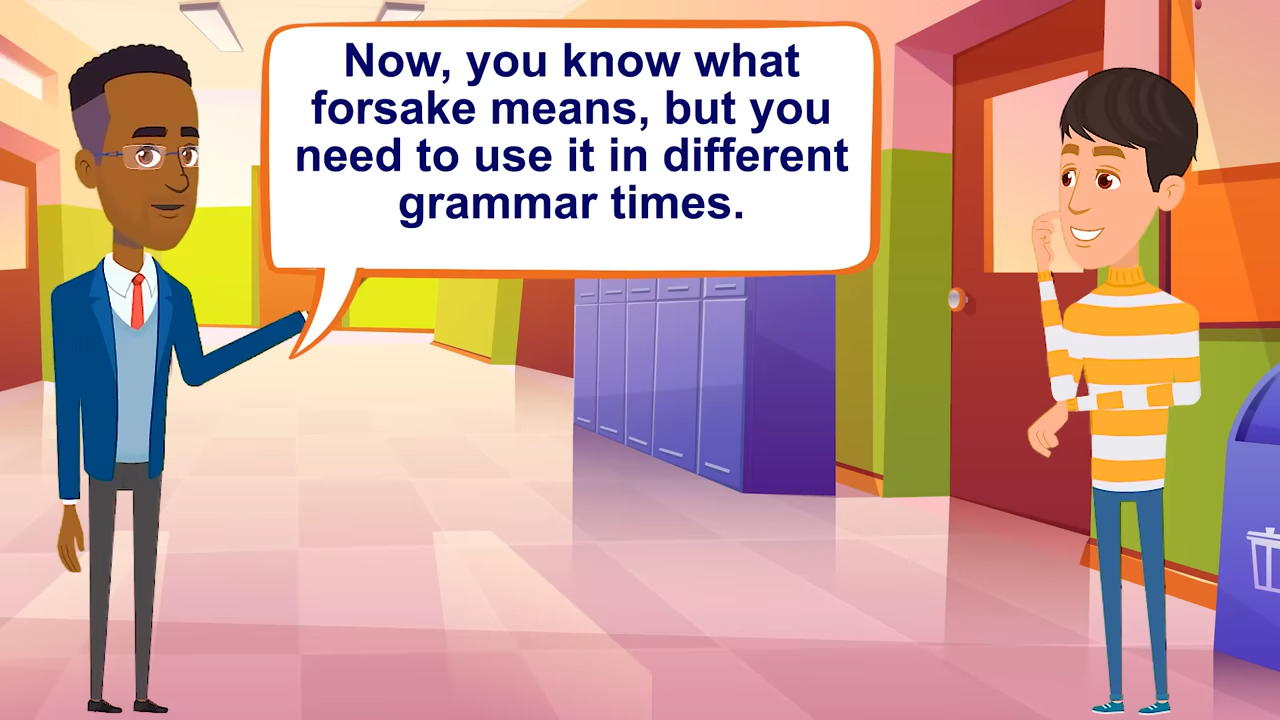 Now, you know what
forsake means, but you
need to use it in different
grammar times.